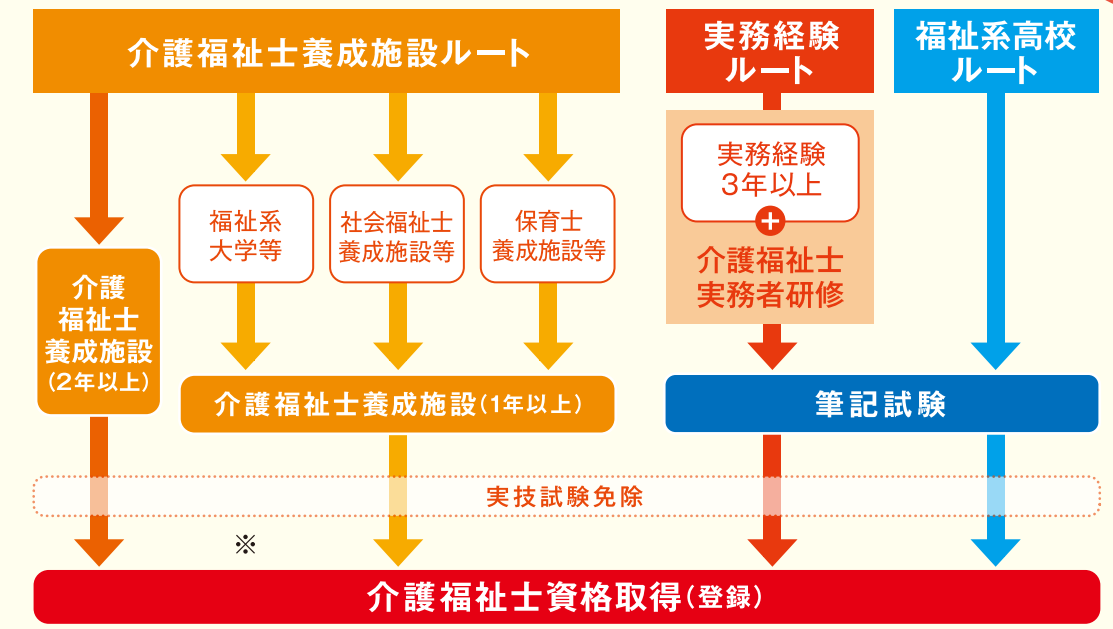 介護福祉士養成施設ルート
実務経験
ルート
福祉系高校
ルート
福祉系
大学等
社会福祉士
養成施設等
保育士
養成施設等
実務経験
3年以上
+
介護福祉士
実務者研修
介護
福祉士
養成施設
(2年以上)
介護福祉士養成施設(1年以上)
筆記試験
実技試験免除
※
介護福祉士資格取得(登録)